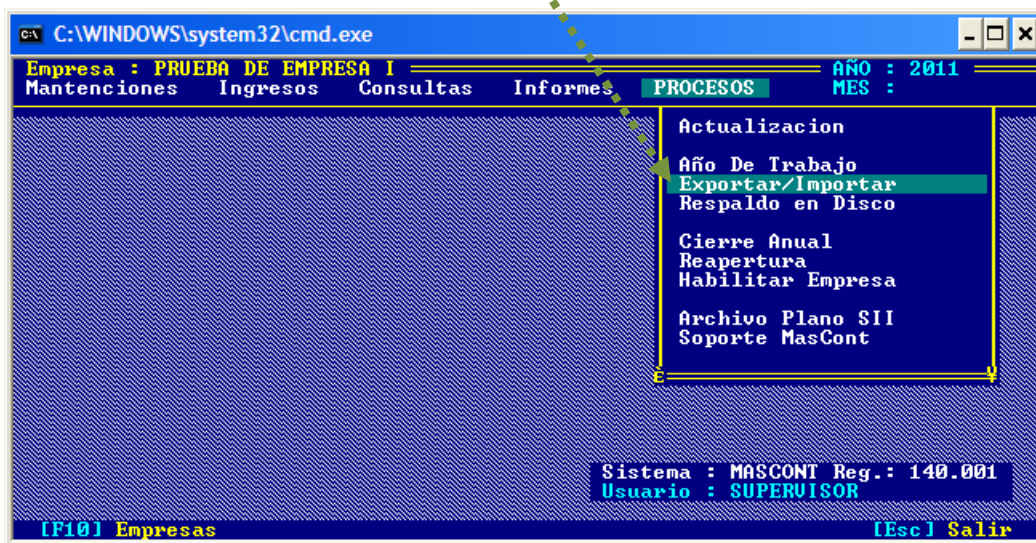 C:\WINDOWS\system32\cmd.exe
Empresa : PRUEBA DE EMPRESA I AÑO : 2011
Mantenciones Ingresos Consultas Informes PROCESOS MES :
Actualizacion
Año De Trabajo
Exportar/Importar
Respaldo en Disco
Cierre Anual
Reapertura
Habilitar Empresa
Archivo Plano SII
Soporte MasCont
Sistema : MASCONT Reg.: 140.001
Usuario : SUPERVISOR
[F10] Empresas [Esc] Salir